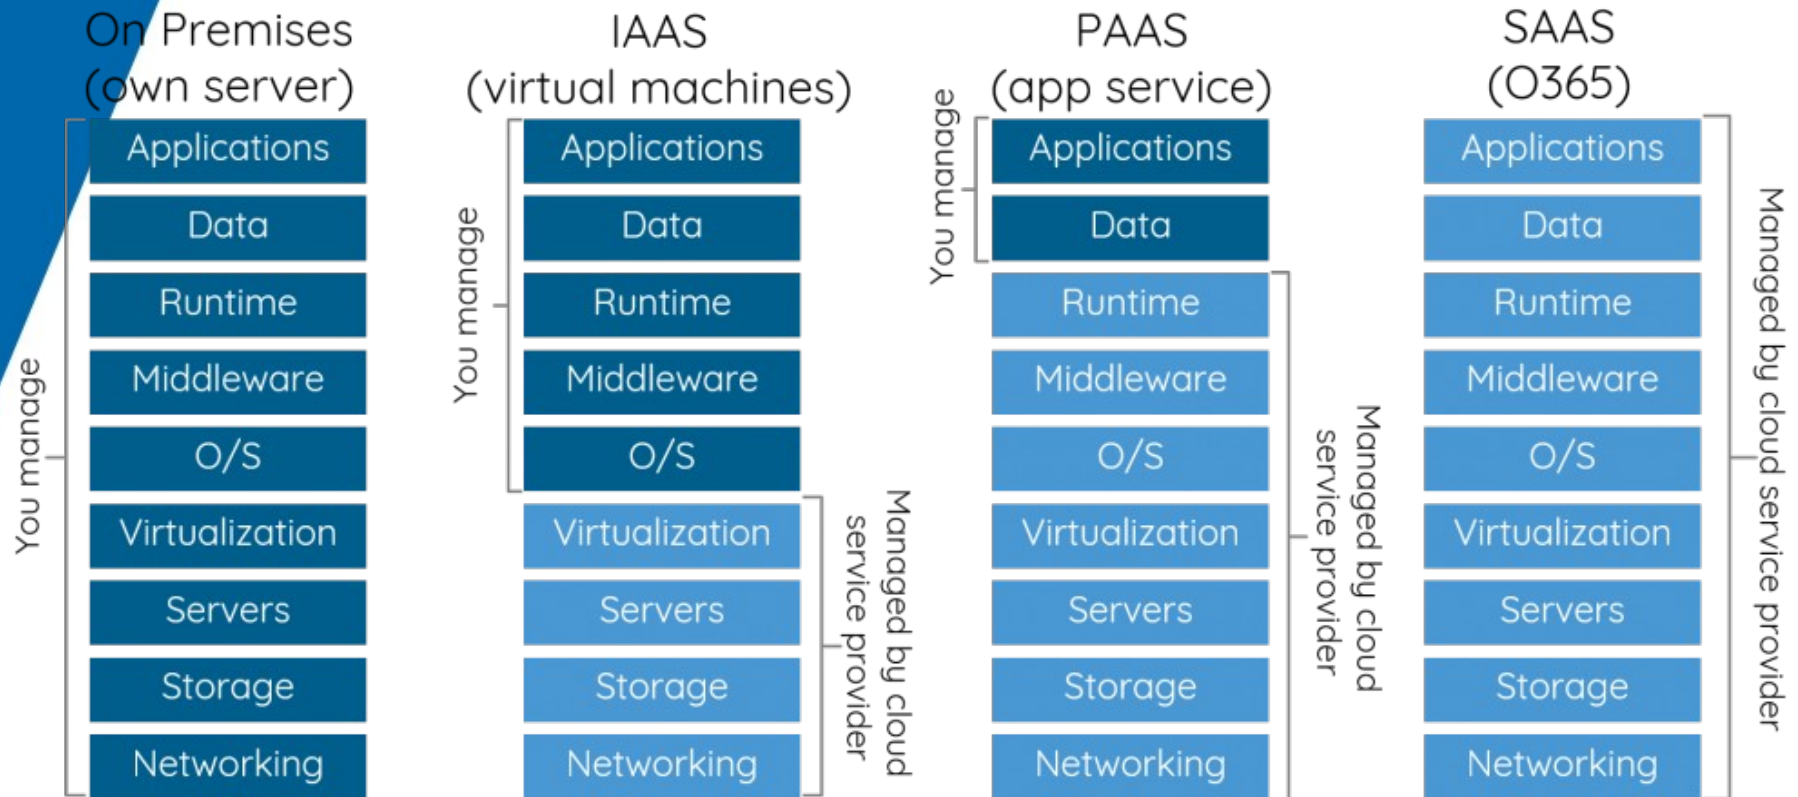 On Premises
(own server)
You manage
Applications
Data
Runtime
Middleware
O/S
Virtualization
Servers
Storage
Networking
IAAS
(virtual machines)
You manage
Applications
Data
Runtime
Middleware
O/S
Virtualization
Servers
Storage
Networking
Managed by cloud
service provider
PAAS
(app service)
You manage
Applications
Data
Runtime
Middleware
O/S
Virtualization
Servers
Storage
Networking
Managed by cloud
service provider
SAAS
(O365)
Applications
Data
Runtime
Middleware
O/S
Virtualization
Servers
Storage
Networking
Managed by cloud service provider